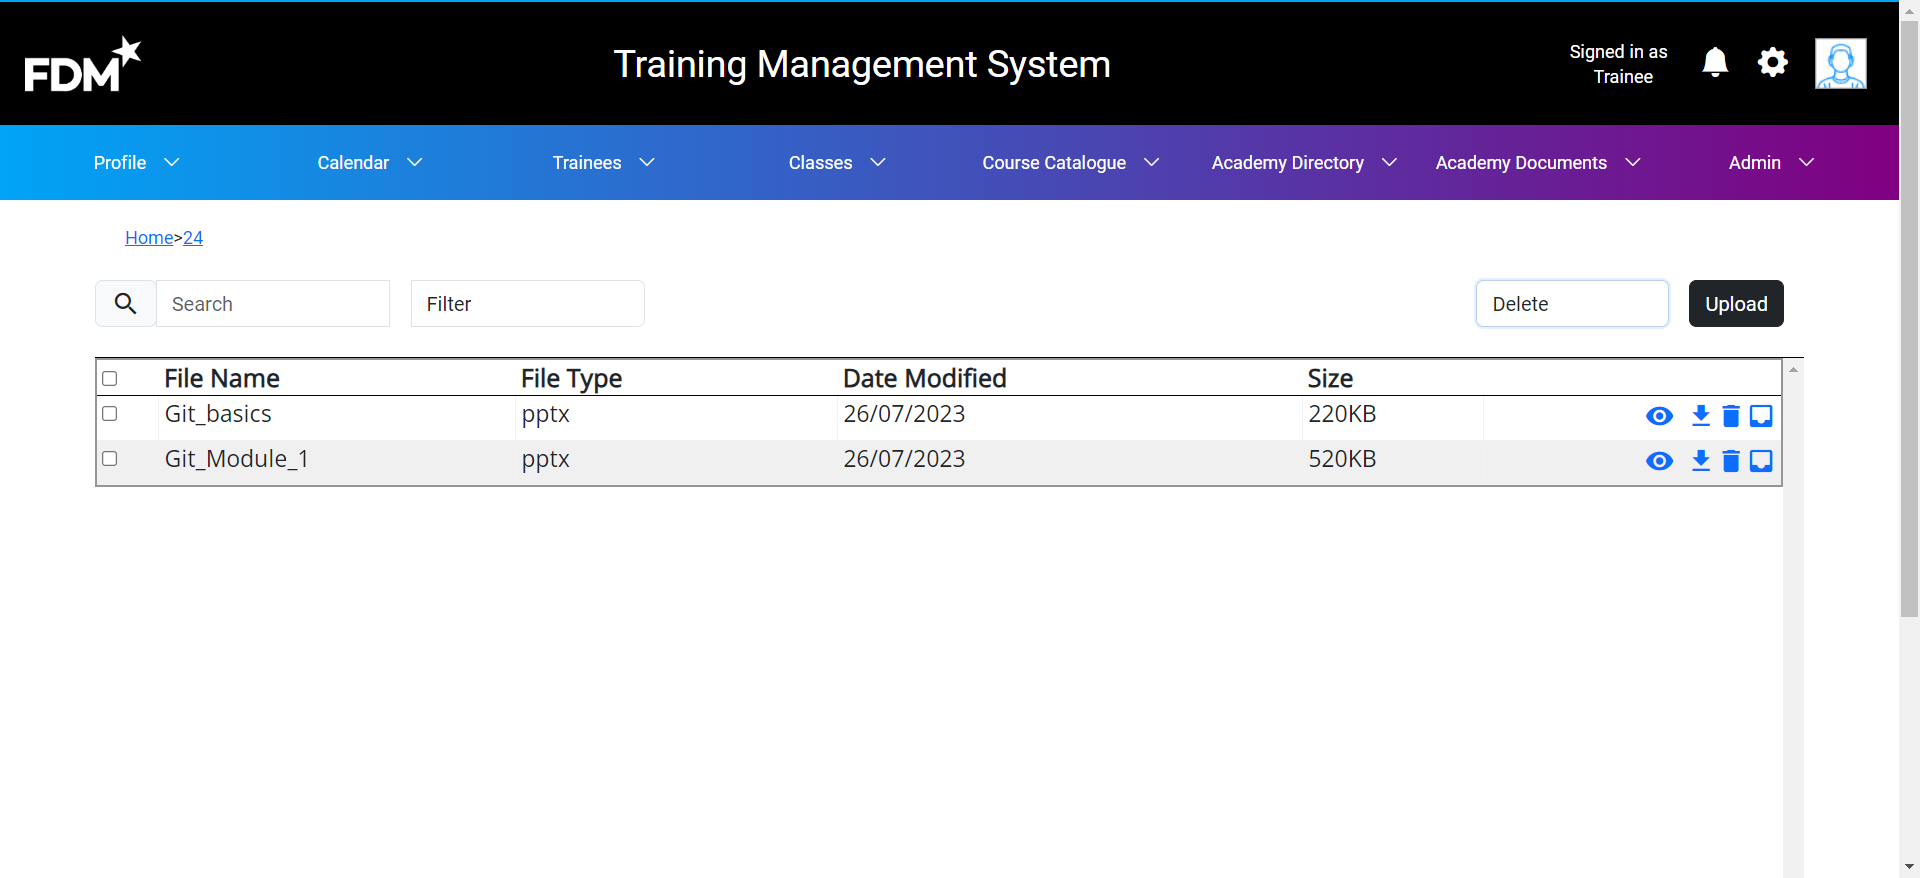 FDM
Training Management System
Signed in as
Trainee
Profile Calendar Trainees Classes Course Catalogue Academy Directory Academy Documents Admin
Home>24
Search Filter Delete Upload
File Name File Type Date Modified Size
Git_basics pptx 26/07/2023 220KB
Git_Module_1 pptx 26/07/2023 520KB